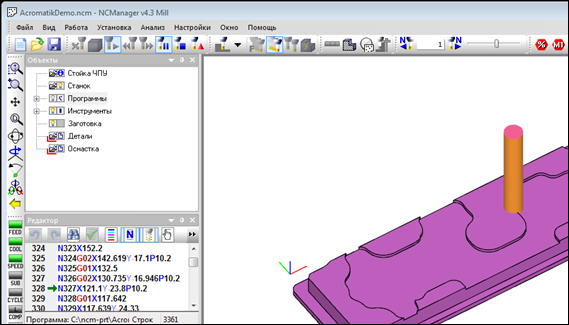 AcromatikDemo.ncm - NCManager v4.3 Mill
Файл Вид Работа Установка Анализ Настройки Окно Помощь
N 1 N % M1
Объекты
Стойка ЧПУ
Станок
Программы
Инструменты
Заготовка
Детали
Оснастка
Редактор
FEED
COOL
SPEED
SUB
CYCLE
COMP
324 N323X152.2
325 N324G02X142.619Y-17.1P10.2
326 N325G01X132.5
327 N326G02X130.735Y-16.946P10.2
328 N327X121.1Y-23.8P10.2
329 N328G01X117.642
330 N329X117.639Y-24.33
Программа: C:\ncm-prt\Acroi Строк 3361